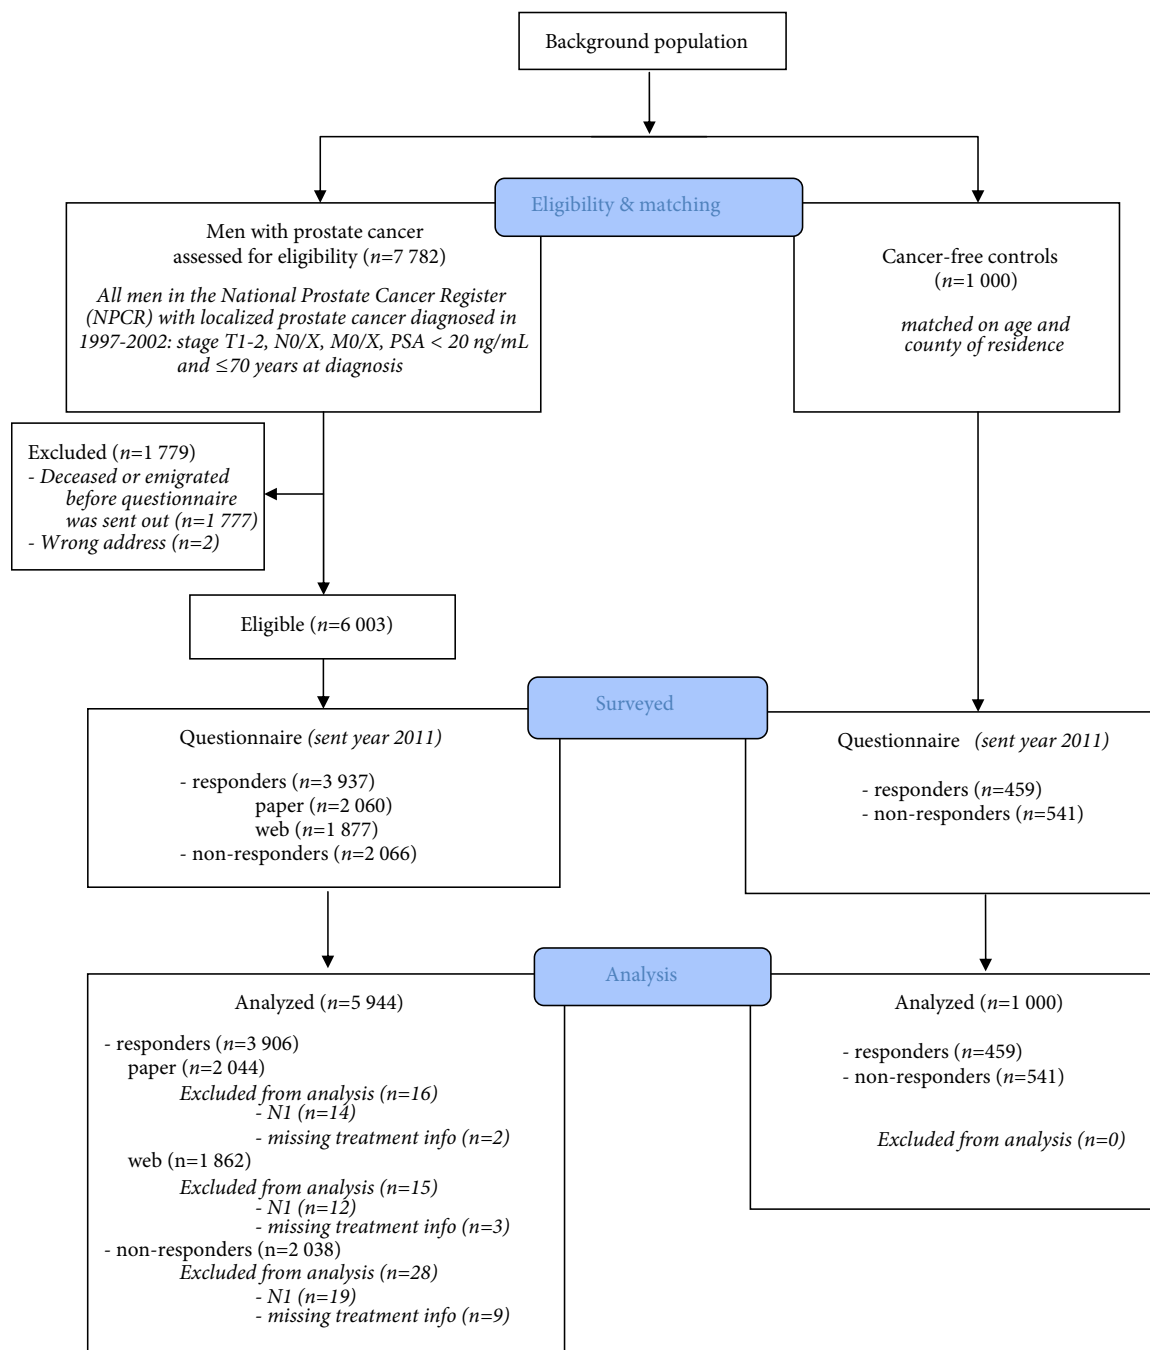 Background population
Eligibility & matching
Men with prostate cancer
assessed for eligibility (n=7 782)
All men in the National Prostate Cancer Register
(NPCR) with localized prostate cancer diagnosed in
1997-2002: stage T1-2, N0/X, M0/X, PSA < 20 ng/mL
and ≤70 years at diagnosis
Cancer-free controls
(n=1 000)
matched on age and
county of residence
Excluded (n=1 779)
- Deceased or emigrated
before questionnaire
was sent out (n=1 777)
- Wrong address (n=2)
Eligible (n=6 003)
Surveyed
Questionnaire (sent year 2011)
- responders (n=3 937)
paper (n=2 060)
web (n=1 877)
- non-responders (n=2 066)
Questionnaire (sent year 2011)
- responders (n=459)
- non-responders (n=541)
Analysis
Analyzed (n=5 944)
- responders (n=3 906)
paper (n=2 044)
Excluded from analysis (n=16)
- N1 (n=14)
- missing treatment info (n=2)
web (n=1 862)
Excluded from analysis (n=15)
- N1 (n=12)
- missing treatment info (n=3)
- non-responders (n=2 038)
Excluded from analysis (n=28)
- N1 (n=19)
- missing treatment info (n=9)
Analyzed (n=1 000)
- responders (n=459)
- non-responders (n=541)
Excluded from analysis (n=0)